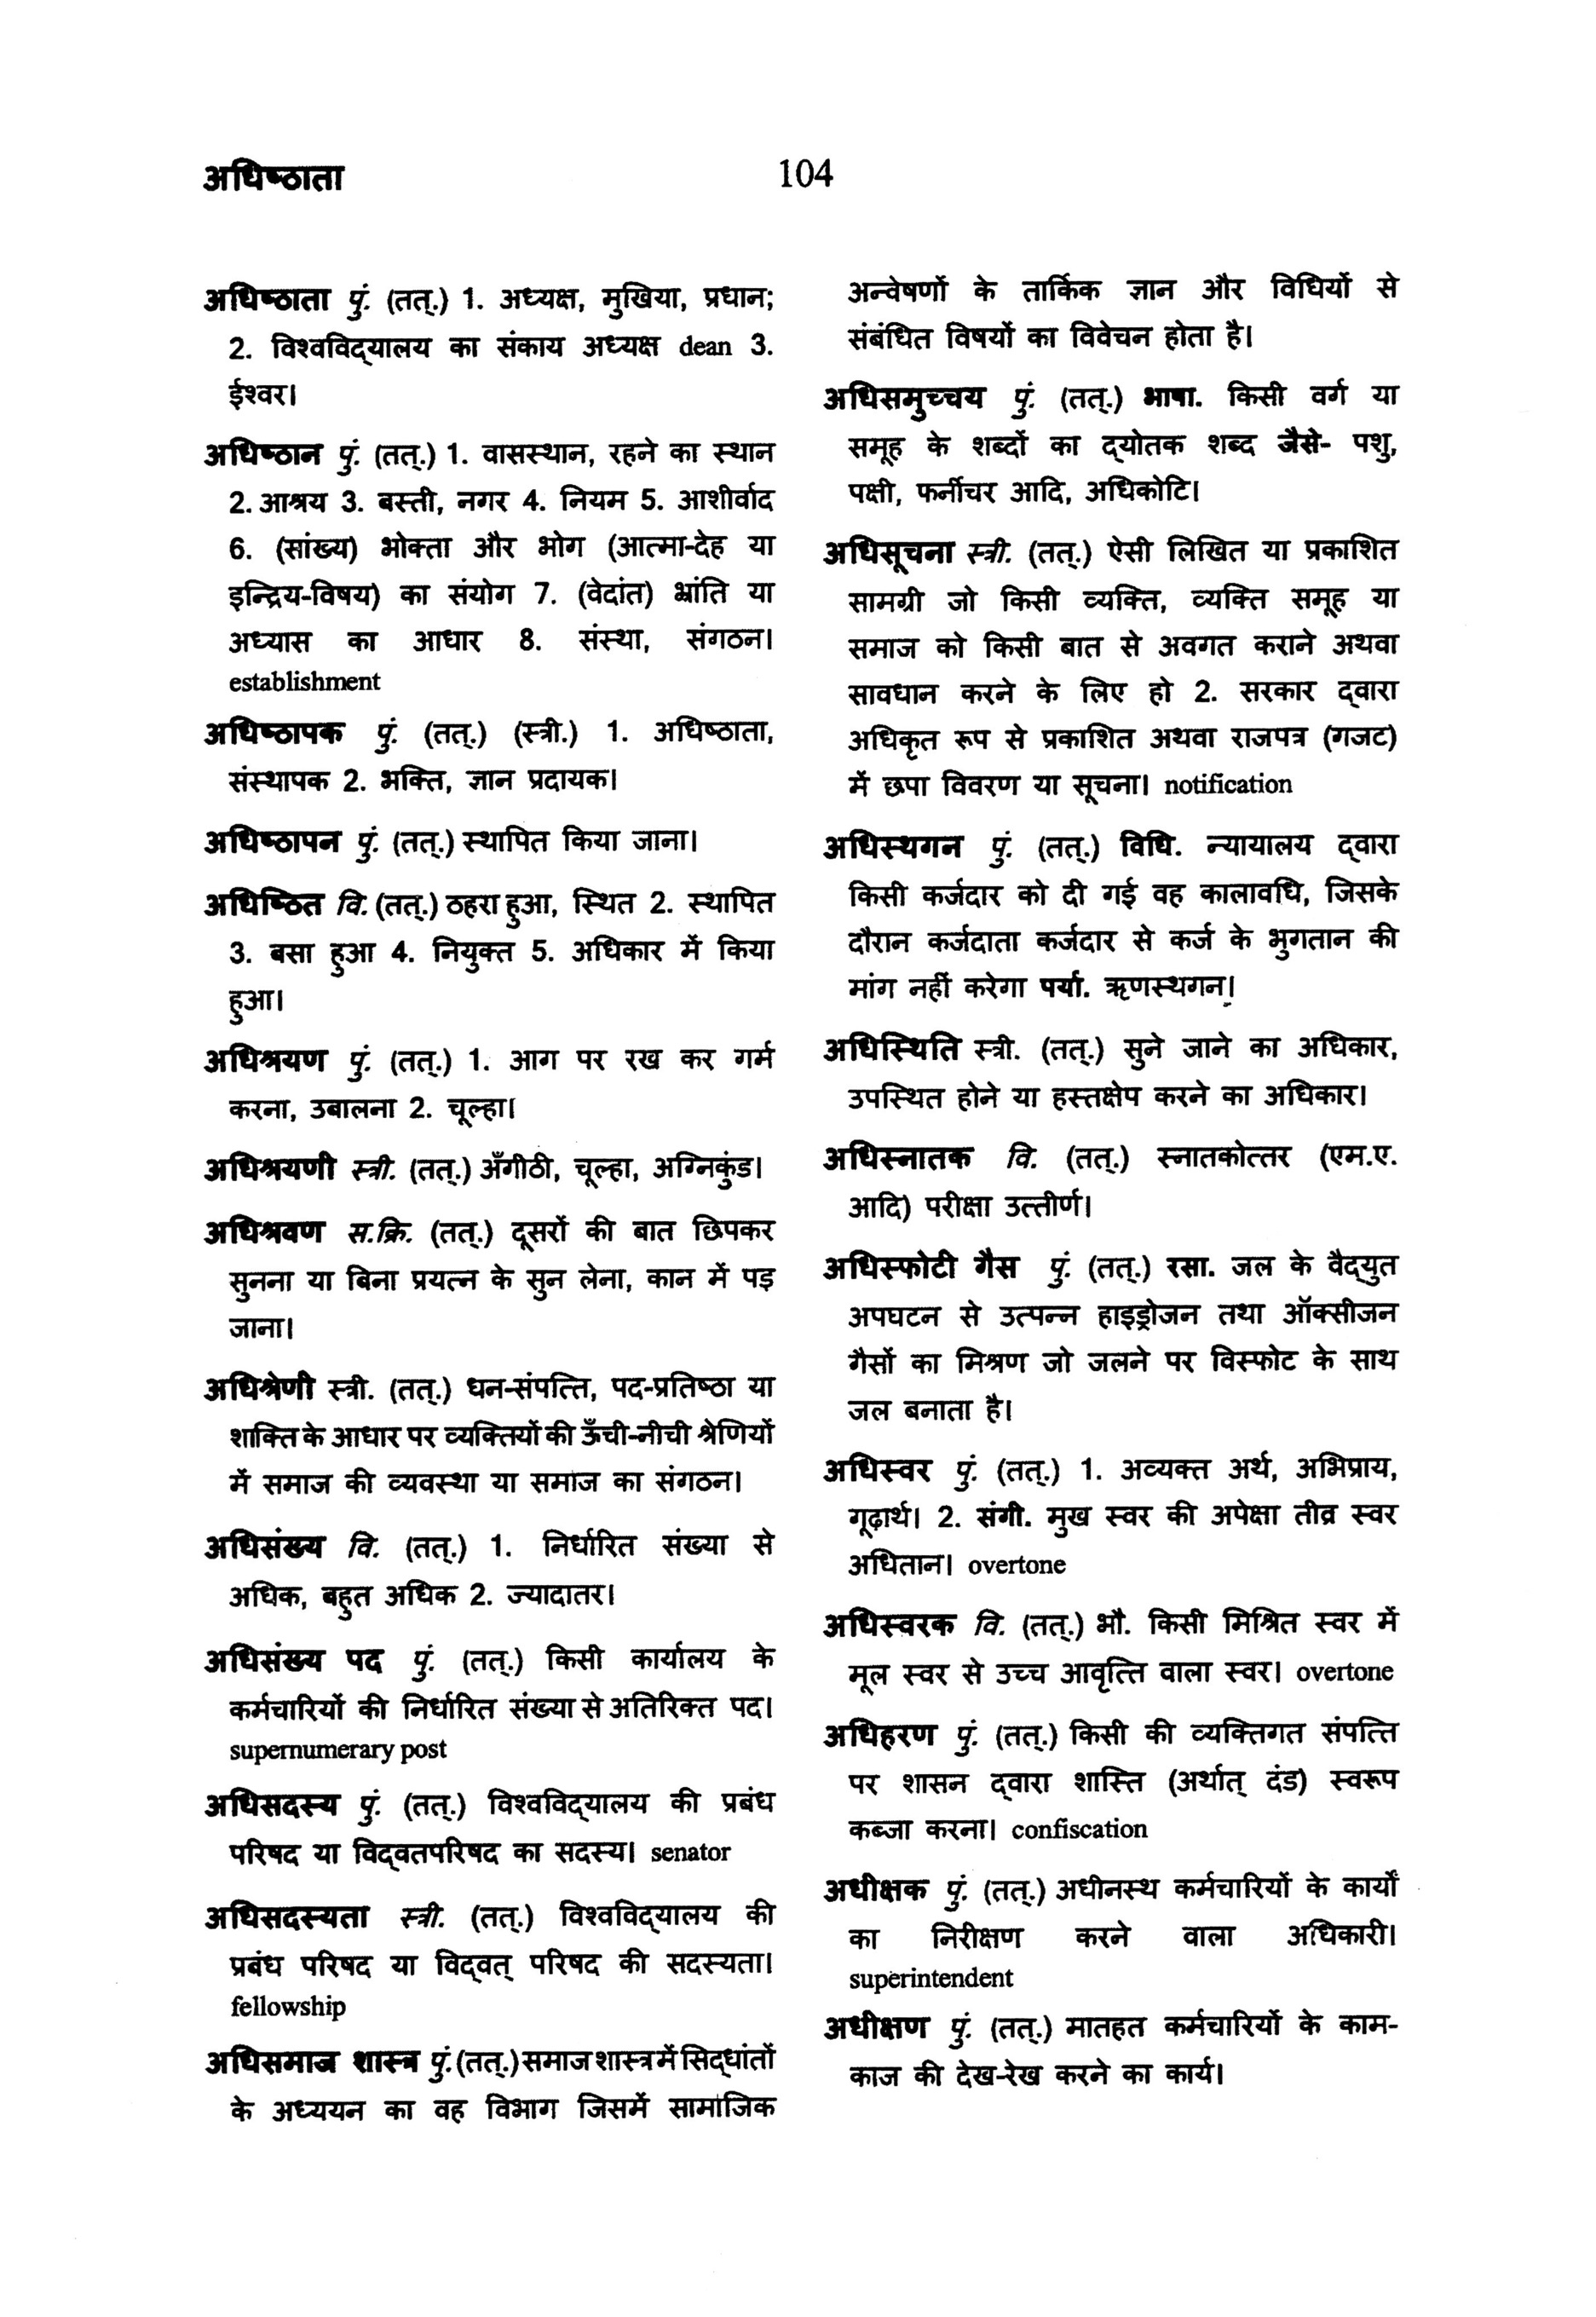 अधिष्ठाता
104
अधिष्ठाता पुं. (तत्.) 1. अध्यक्ष, मुखिया, प्रधान;
2. विश्वविद्‌यालय का संकाय अध्यक्ष dean 3.
ईश्वर।
अधिष्ठान पुं. (तत्.) 1. वासस्थान, रहने का स्थान
2. आश्रय 3. बस्ती, नगर 4. नियम 5. आशीर्वाद
6. (सांख्य) भोक्ता और भोग (आत्मा-देह या
इन्द्रिय-विषय) का संयोग 7. (वेदांत) भ्रांति या
अध्यास का आधार 8. संस्था, संगठन।
establishment
अधिष्ठापक पुं. (तत्.) (स्त्री.) 1. अधिष्ठाता,
संस्थापक 2. भक्ति, ज्ञान प्रदायक।
अधिष्ठापन पुं. (तत्.) स्थापित किया जाना।
अधिष्ठित वि. (तत्.) ठहरा हुआ, स्थित 2. स्थापित
3. बसा हुआ 4. नियुक्त 5. अधिकार में किया
हुआ।
अधिश्रयण पुं. (तत्.) 1. आग पर रख कर गर्म
करना, उबालना 2. चूल्हा।
अधिश्रयणी स्त्री. (तत्.) अँगीठी, चूल्हा, अग्निकुंड।
अधिश्रवण स.क्रि. (तत्.) दूसरों की बात छिपकर
सुनना या बिना प्रयत्न के सुन लेना, कान में पड़
जाना।
अधिश्रेणी स्त्री. (तत्.) धन-संपत्ति, पद-प्रतिष्ठा या
शक्ति के आधार पर व्यक्तियों की ऊँची-नीची श्रेणियों
में समाज की व्यवस्था या समाज का संगठन।
अधिसंख्य वि. (तत्.) 1. निर्धारित संख्या से
अधिक, बहुत अधिक 2. ज्यादातर।
अधिसंख्य पद पुं. (तत्.) किसी कार्यालय के
कर्मचारियों की निर्धारित संख्या से अतिरिक्त पद।
supernumerary post
अधिसदस्य पुं. (तत्.) विश्वविद्‌यालय की प्रबंध
परिषद या विद्‌वतपरिषद का सदस्य। senator
अधिसदस्यता स्त्री. (तत्.) विश्वविद्‌यालय की
प्रबंध परिषद या विद्‌वत् परिषद की सदस्यता।
fellowship
अधिसमाज शास्त्र पुं. (तत्.) समाज शास्त्र में सिद्‌धांतों
के अध्ययन का वह विभाग जिसमें सामाजिक
अन्वेषणों के तार्किक ज्ञान और विधियों से
संबंधित विषयों का विवेचन होता है।
अधिसमुच्चय पुं. (तत्.) भाषा. किसी वर्ग या
समूह के शब्दों का द्‌योतक शब्द जैसे- पशु,
पक्षी, फर्नीचर आदि, अधिकोटि।
अधिसूचना स्त्री. (तत्.) ऐसी लिखित या प्रकाशित
सामग्री जो किसी व्यक्ति, व्यक्ति समूह या
समाज को किसी बात से अवगत कराने अथवा
सावधान करने के लिए हो 2. सरकार द्‌वारा
अधिकृत रूप से प्रकाशित अथवा राजपत्र (गजट)
में छपा विवरण या सूचना। notification
अधिस्थगन पुं. (तत्.) विधि. न्यायालय द्‌वारा
किसी कर्जदार को दी गई वह कालावधि, जिसके
दौरान कर्जदाता कर्जदार से कर्ज के भुगतान की
मांग नहीं करेगा पर्या. ऋणस्थगन।
अधिस्थिति स्त्री. (तत्.) सुने जाने का अधिकार,
उपस्थित होने या हस्तक्षेप करने का अधिकार।
अधिस्नातक वि. (तत्.) स्नातकोत्तर (एम.ए.
आदि) परीक्षा उत्तीर्ण।
अधिस्फोटी गैस पुं. (तत्.) रसा. जल के वैद्‌युत
अपघटन से उत्पन्न हाइड्रोजन तथा ऑक्सीजन
गैसों का मिश्रण जो जलने पर विस्फोट के साथ
जल बनाता है।
अधिस्वर पुं. (तत्.) 1. अव्यक्त अर्थ, अभिप्राय,
गूढ़ार्थ। 2. संगी. मुख स्वर की अपेक्षा तीव्र स्वर
अधितान। overtone
अधिस्वरक वि. (तत्.) भौ. किसी मिश्रित स्वर में
मूल स्वर से उच्च आवृत्ति वाला स्वर। overtone
अधिहरण पुं. (तत्.) किसी की व्यक्तिगत संपत्ति
पर शासन द्‌वारा शास्ति (अर्थात् दंड) स्वरूप
कब्जा करना। confiscation
अधीक्षक पुं. (तत्.) अधीनस्थ कर्मचारियों के कार्यों
का निरीक्षण करने वाला अधिकारी।
superintendent
अधीक्षण पुं. (तत्.) मातहत कर्मचारियों के काम-
काज की देख-रेख करने का कार्य।